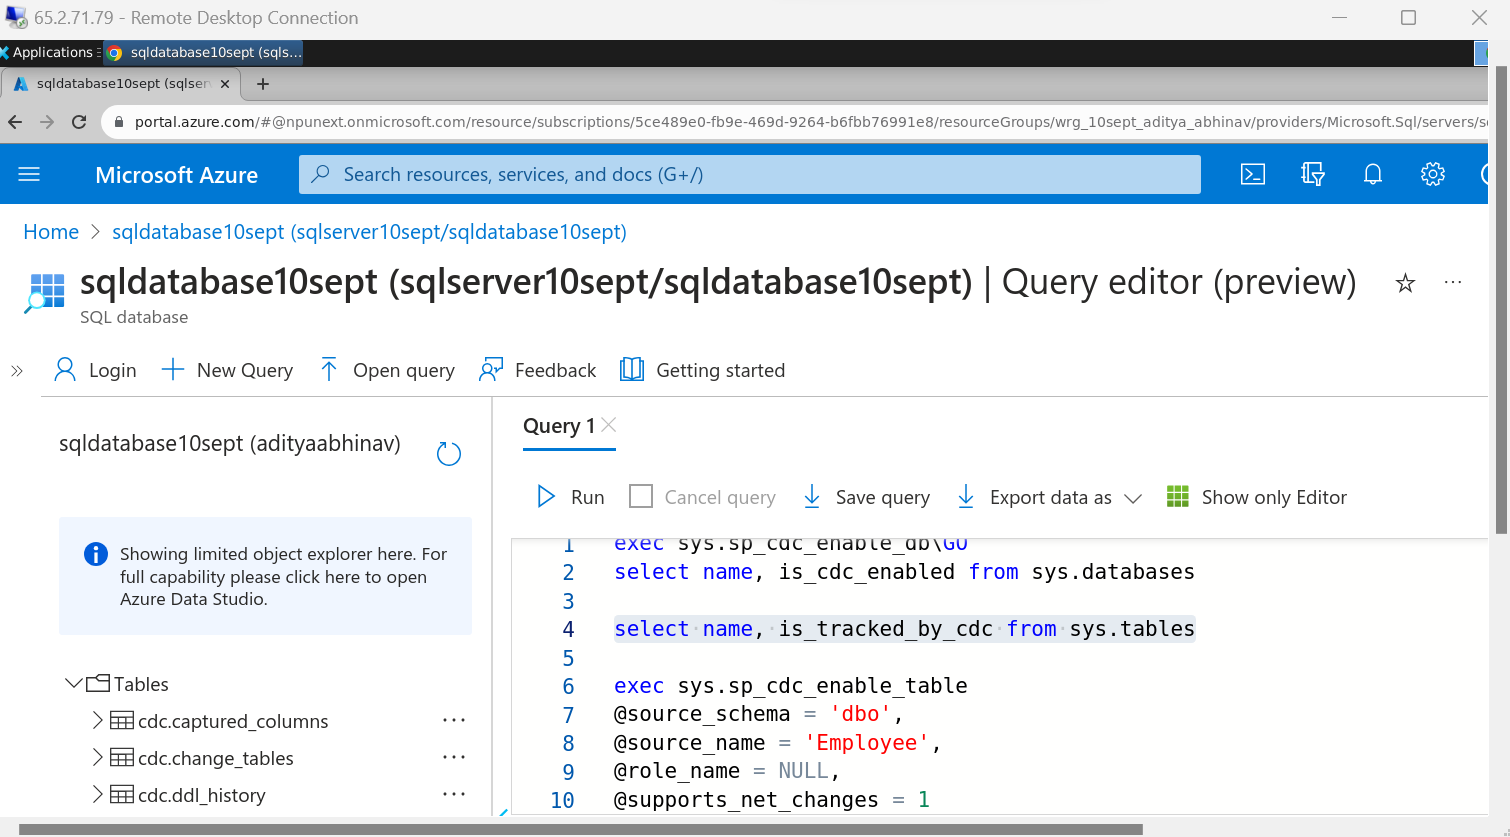 65.2.71.79 - Remote Desktop Connection
Applications sqldatabase10sept (sqls...
sqldatabase10sept (sqlser
portal.azure.com/#@npunext.onmicrosoft.com/resource/subscriptions/5ce489e0-fb9e-469d-9264-b6fbb76991e8/resourceGroups/wrg_10sept_aditya_abhinav/providers/Microsoft.Sql/servers/s
Microsoft Azure
Search resources, services, and docs (G+/)
Home > sqldatabase10sept (sqlserver10sept/sqldatabase10sept)
sqldatabase10sept (sqlserver10sept/sqldatabase10sept) | Query editor (preview)
SQL database
Login New Query Open query Feedback Getting started
sqldatabase10sept (adityaabhinav)
Showing limited object explorer here. For
full capability please click here to open
Azure Data Studio.
Tables
cdc.captured_columns
cdc.change_tables
cdc.ddl_history
Query 1
Run Cancel query Save query Export data as Show only Editor
1 exec sys.sp_cdc_enable_db\GO
2 select name, is_cdc_enabled from sys.databases
3
4 select name, is_tracked_by_cdc from sys.tables
5
6 exec sys.sp_cdc_enable_table
7 @source_schema = 'dbo',
8 @source_name = 'Employee',
9 @role_name = NULL,
10 @supports_net_changes = 1